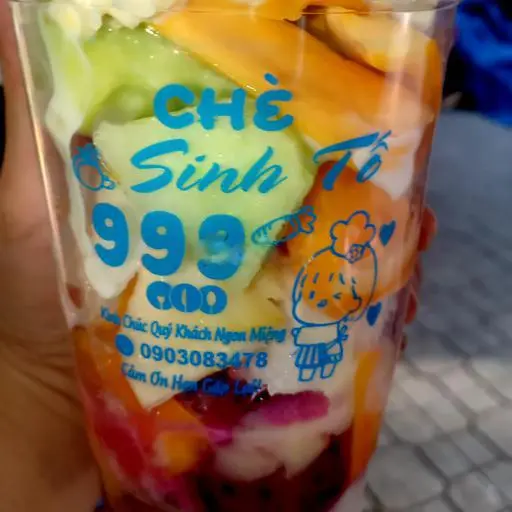 CHÈ
Sinh Tố
999
Kính Chúc Quý Khách Ngon Miệng
0903083478
Cảm Ơn Hẹn Gặp Lại!